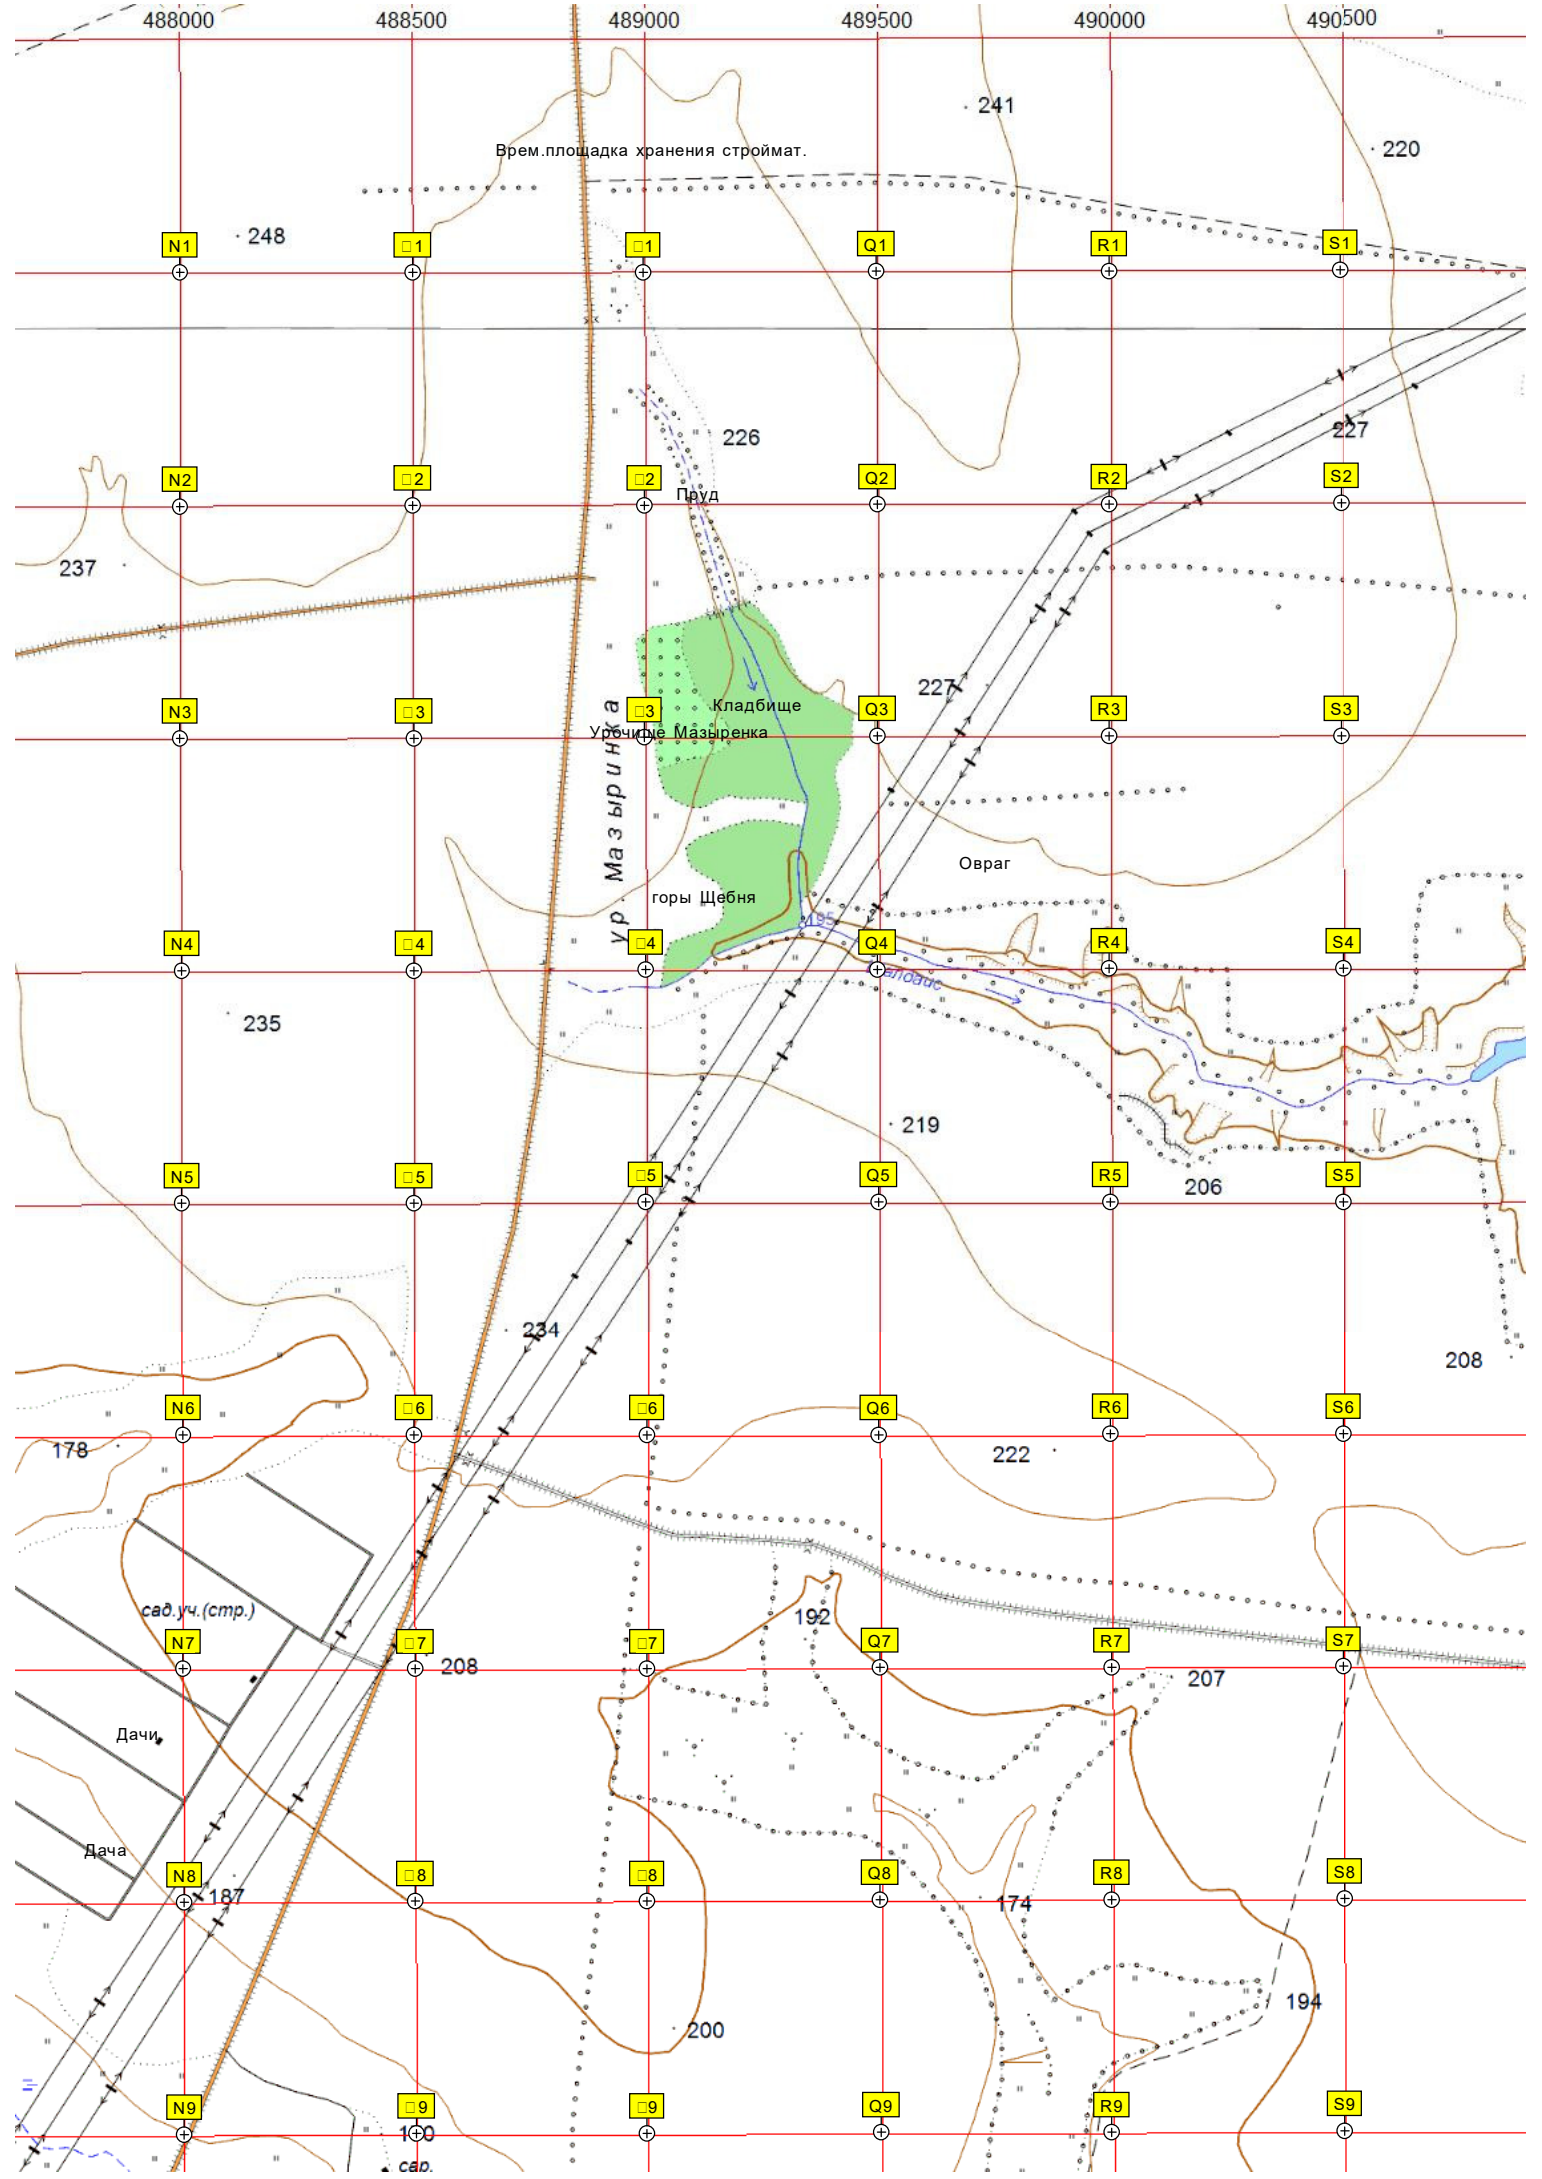 488000 488500 489000 489500 490000 490500
241
Врем.площадка хранения строймат.
220
248
N1 □1 □1 Q1 R1 S1
226
227
N2 □2 □2 Q2 R2 S2
Пруд
237
227
N3 □3 □3 Q3 R3 S3
Кладбище
Урочище Мазыренка
ур. Мазыринка
Овраг
горы Щебня
195
N4 □4 □4 Q4 R4 S4
235
219
N5 □5 □5 Q5 R5 S5
206
234
208
N6 □6 □6 Q6 R6 S6
178
222
сад.уч.(стр.)
192
N7 □7 □7 Q7 R7 S7
208
207
Дачи
Дача
N8 □8 □8 Q8 R8 S8
187
174
194
200
N9 □9 □9 Q9 R9 S9
сар.